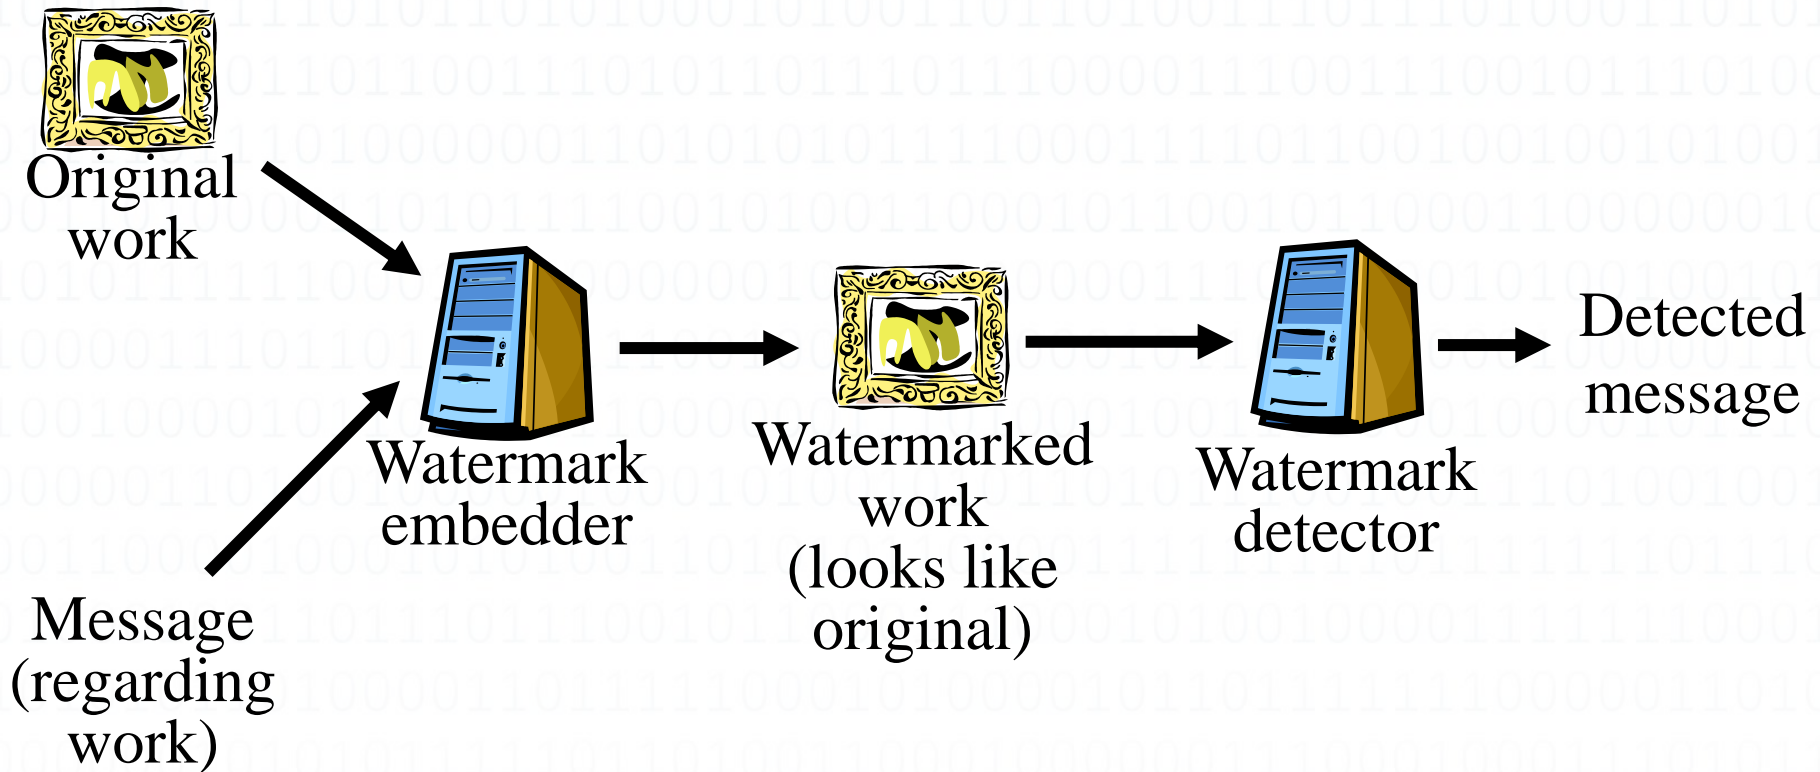 Original
work
Message
(regarding
work)
Watermark
embedder
Watermarked
work
(looks like
original)
Watermark
detector
Detected
message